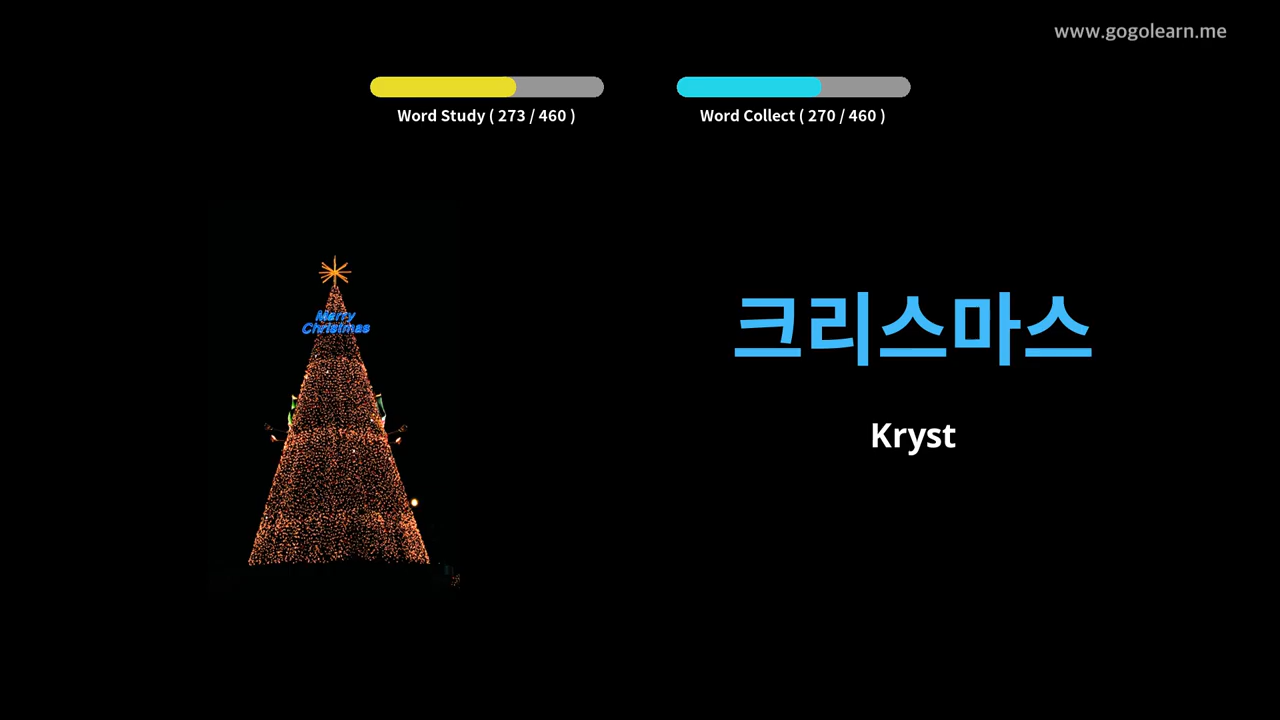 www.gogolearn.me
Word Study ( 273 / 460 )
Word Collect ( 270 / 460 )
Merry
Christmas
크리스마스
Kryst